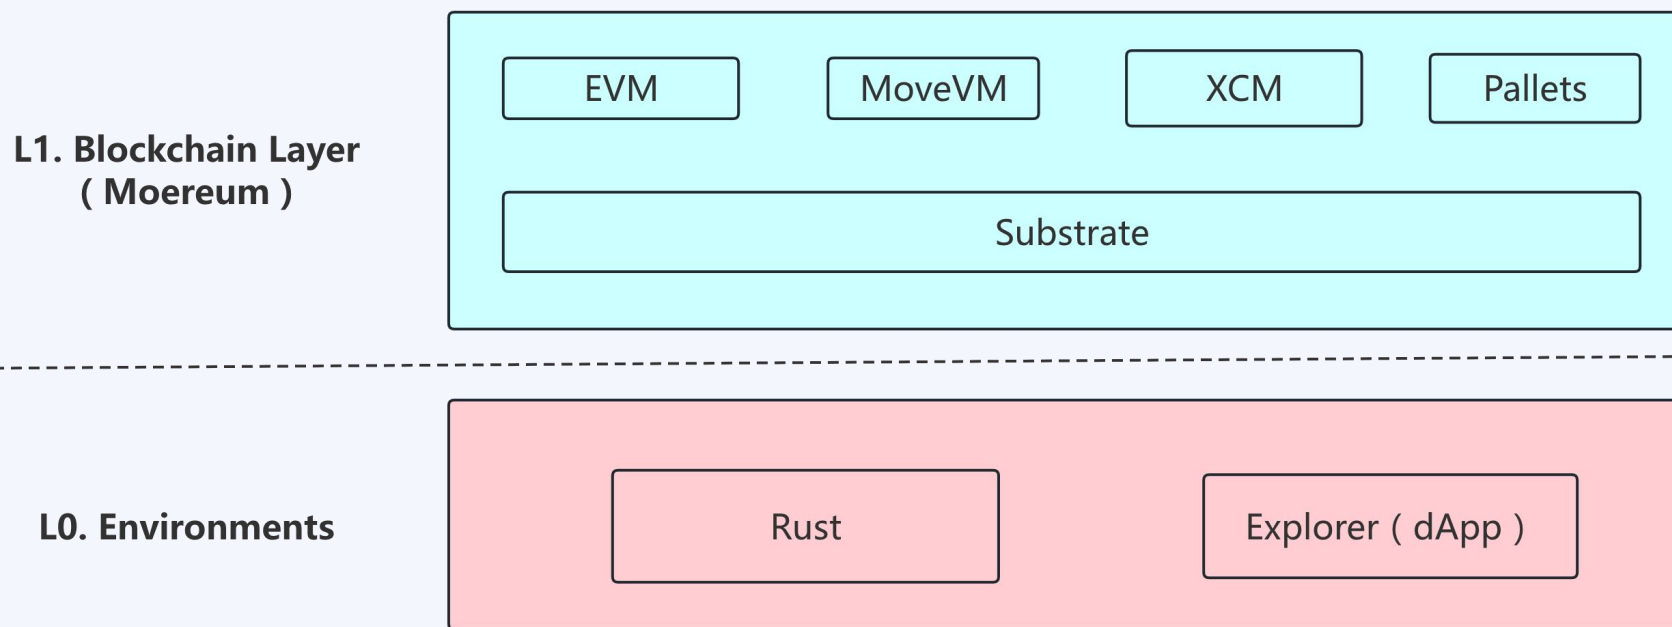 EVM
MoveVM
XCM
Pallets
L1. Blockchain Layer
( Moereum )
Substrate
L0. Environments
Rust
Explorer ( dApp )